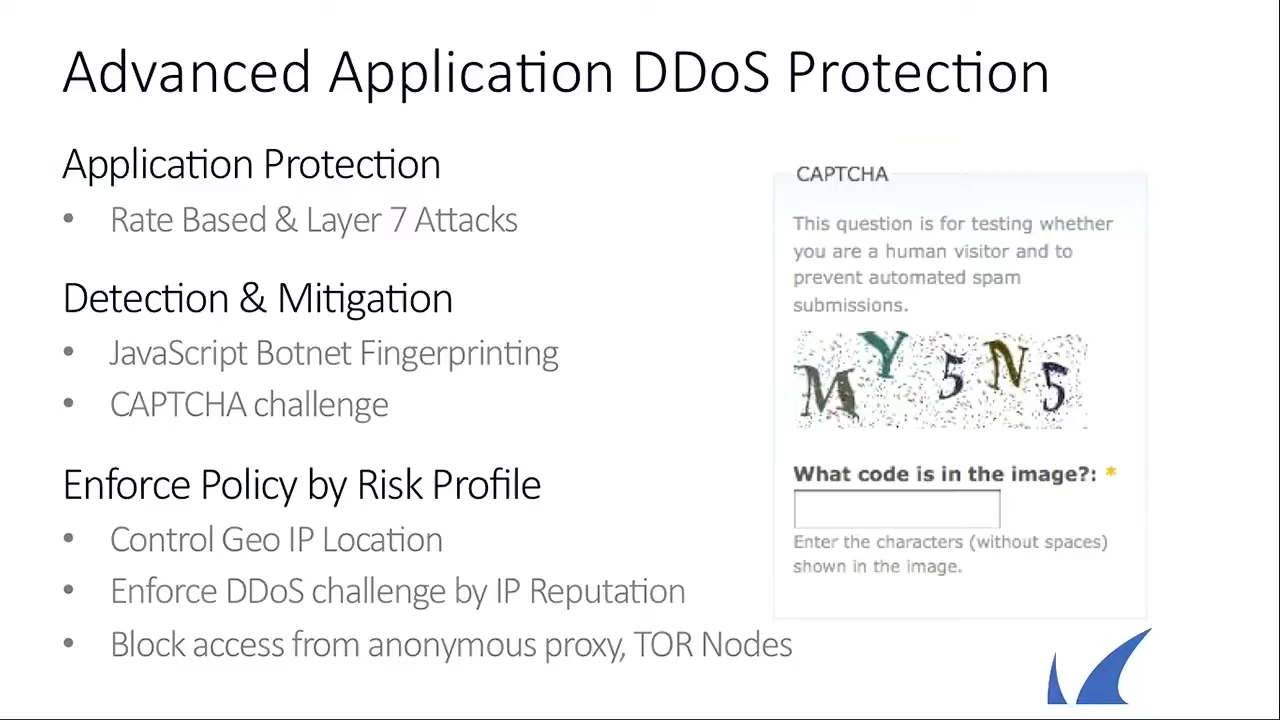 Advanced Application DDoS Protection
Application Protection
• Rate Based & Layer 7 Attacks
Detection & Mitigation
• JavaScript Botnet Fingerprinting
• CAPTCHA challenge
Enforce Policy by Risk Profile
• Control Geo IP Location
• Enforce DDoS challenge by IP Reputation
• Block access from anonymous proxy, TOR Nodes
CAPTCHA
This question is for testing whether
you are a human visitor and to
prevent automated spam
submissions.
MY5N5
What code is in the image?: *
Enter the characters (without spaces)
shown in the image.